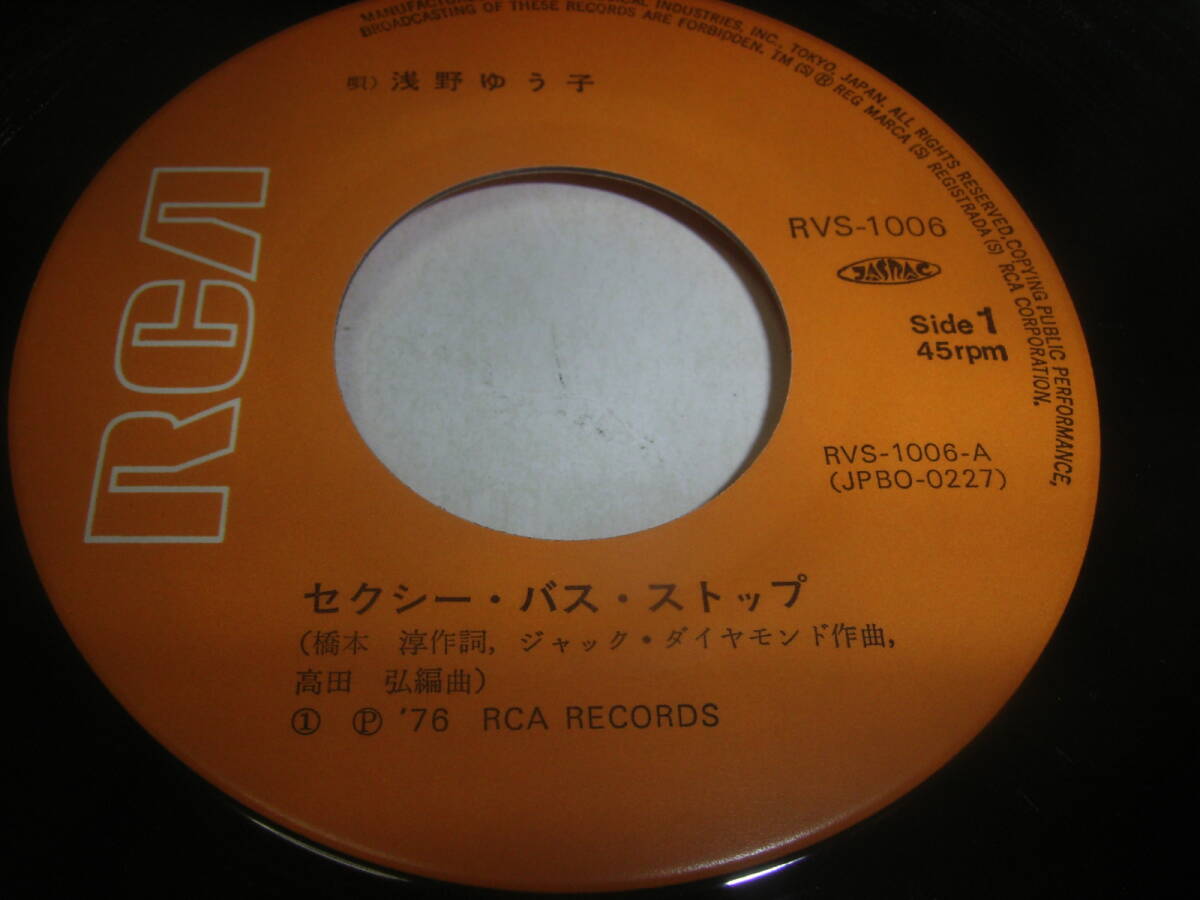 MANUFACTURED
ICAL INDUSTRIES, INC., TOKYO, JAPAN. ALL RIGHTS RESERVED, COPYING PUBLIC PERFORMANCE,
BROADCASTING OF THESE RECORDS ARE FORBIDDEN. TM(S)® REG MARCA(S) REGISTRADA(S) RCA CORPORATION.
唄) 浅野ゆう子
RCA
RVS-1006
JASRAC
Side 1
45rpm
RVS-1006-A
(JPBO-0227)
セクシー・バス・ストップ
(橋本 淳作詞, ジャック・ダイヤモンド作曲,
高田 弘編曲)
① Ⓟ '76 RCA RECORDS